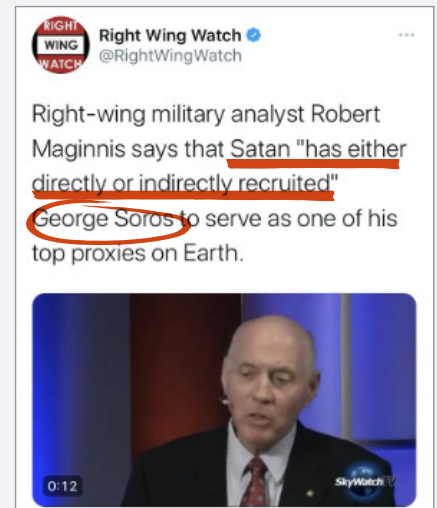 RIGHT
WING
WATCH
Right Wing Watch
@RightWingWatch
Right-wing military analyst Robert
Maginnis says that Satan "has either
directly or indirectly recruited"
George Soros to serve as one of his
top proxies on Earth.
0:12
SkyWatch TV